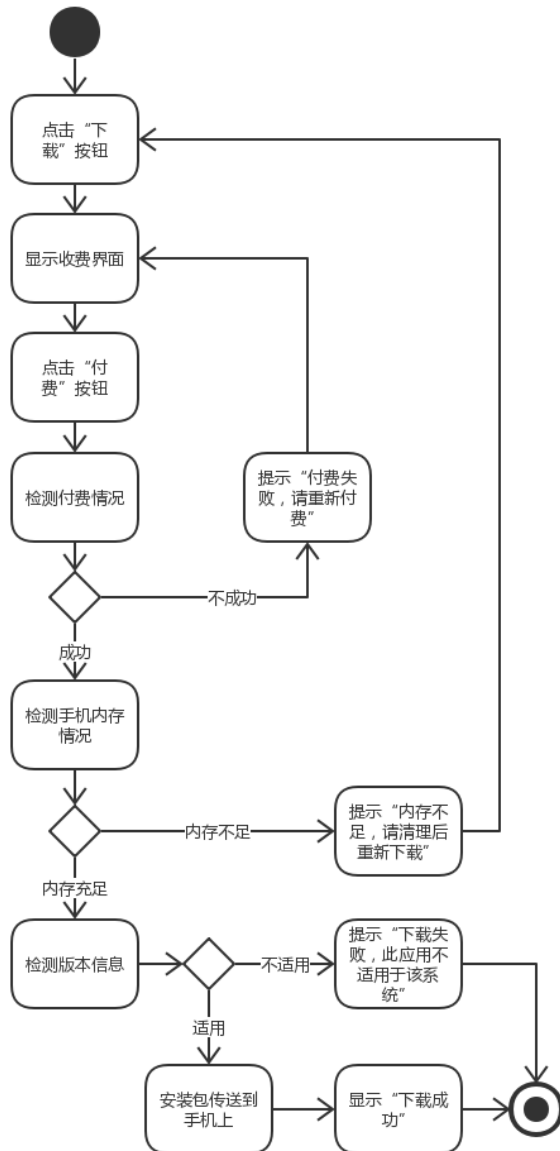 点击“下
载”按钮
显示收费界面
点击“付
费”按钮
检测付费情况
提示“付费失
败，请重新付
费”
不成功
成功
检测手机内存
情况
内存不足
提示“内存不
足，请清理后
重新下载”
内存充足
检测版本信息
不适用
提示“下载失
败，此应用不
适用于该系
统”
适用
安装包传送到
手机上
显示“下载成
功”